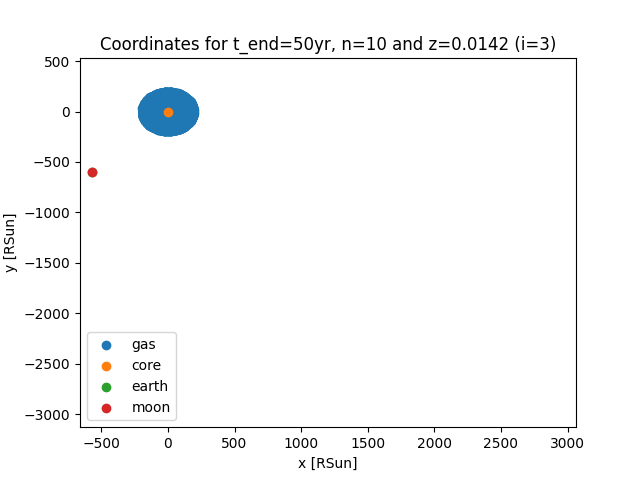 Coordinates for t_end=50yr, n=10 and z=0.0142 (i=3)
500
0
−500
−1000
−1500
−2000
−2500
−3000
y [RSun]
gas
core
earth
moon
−500 0 500 1000 1500 2000 2500 3000
x [RSun]